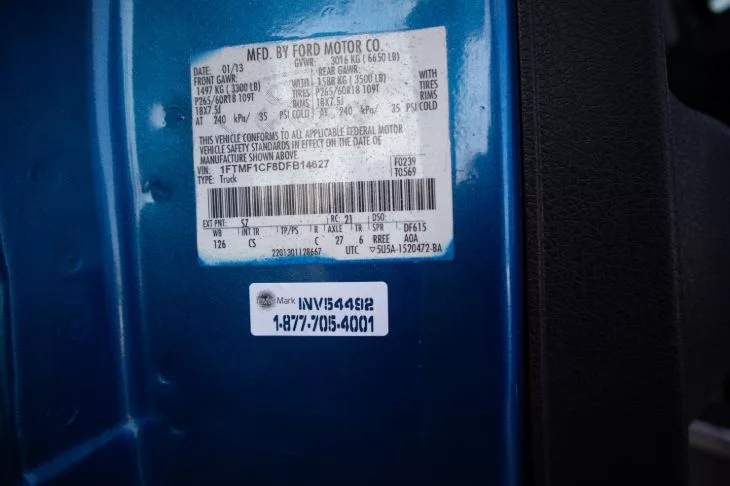 MFD. BY FORD MOTOR CO.
DATE: 01/13
GVWR: 3016 KG (6650 LB)
FRONT GAWR:
1497 KG (3300 LB)
WITH
P265/60R18 109T
TIRES
18X7.5J
RIMS
AT 240 kPa/ 35 PSI COLD
REAR GAWR:
1588 KG (3500 LB)
WITH
P265/60R18 109T
TIRES
18X7.5J
RIMS
AT 240 kPa/ 35 PSI COLD
THIS VEHICLE CONFORMS TO ALL APPLICABLE FEDERAL MOTOR
VEHICLE SAFETY STANDARDS IN EFFECT ON THE DATE OF
MANUFACTURE SHOWN ABOVE.
VIN: 1FTMF1CF8DFB14627
TYPE: Truck
F0239
T0569
EXT PNT: SZ RC: 21 DSO:
WB INT TR TP/PS R AXLE TR SPR DF615
126 CS C 27 6 RREE AOA
2201301128667 UTC ▽5U5A-1520472-BA
Mark INV54492
1-877-705-4001